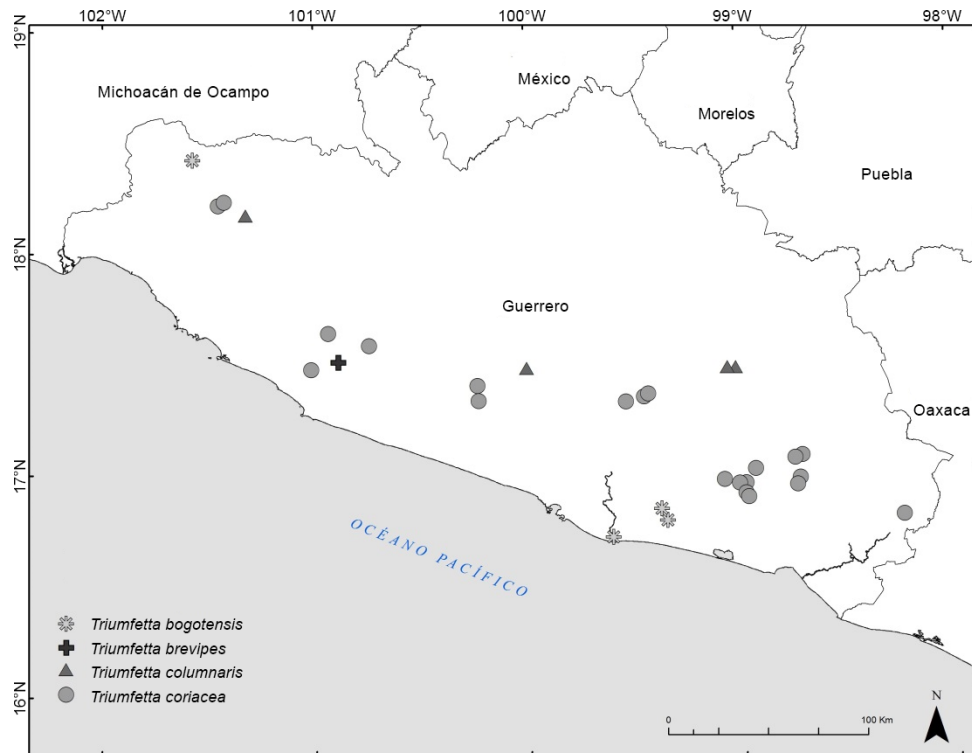 102°W 101°W 100°W 99°W 98°W
19°N
México
Michoacán de Ocampo
Morelos
Puebla
18°N
Guerrero
Oaxaca
17°N
OCÉANO PACÍFICO
Triumfetta bogotensis
Triumfetta brevipes
Triumfetta columnaris
Triumfetta coriacea
16°N
N
0 100 Km